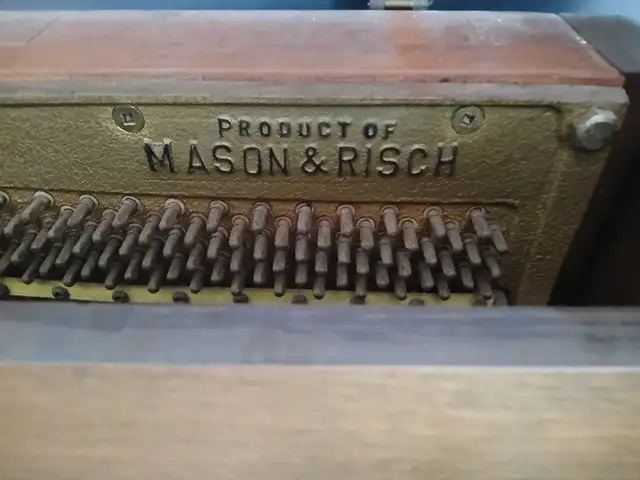 PRODUCT OF
MASON & RISCH